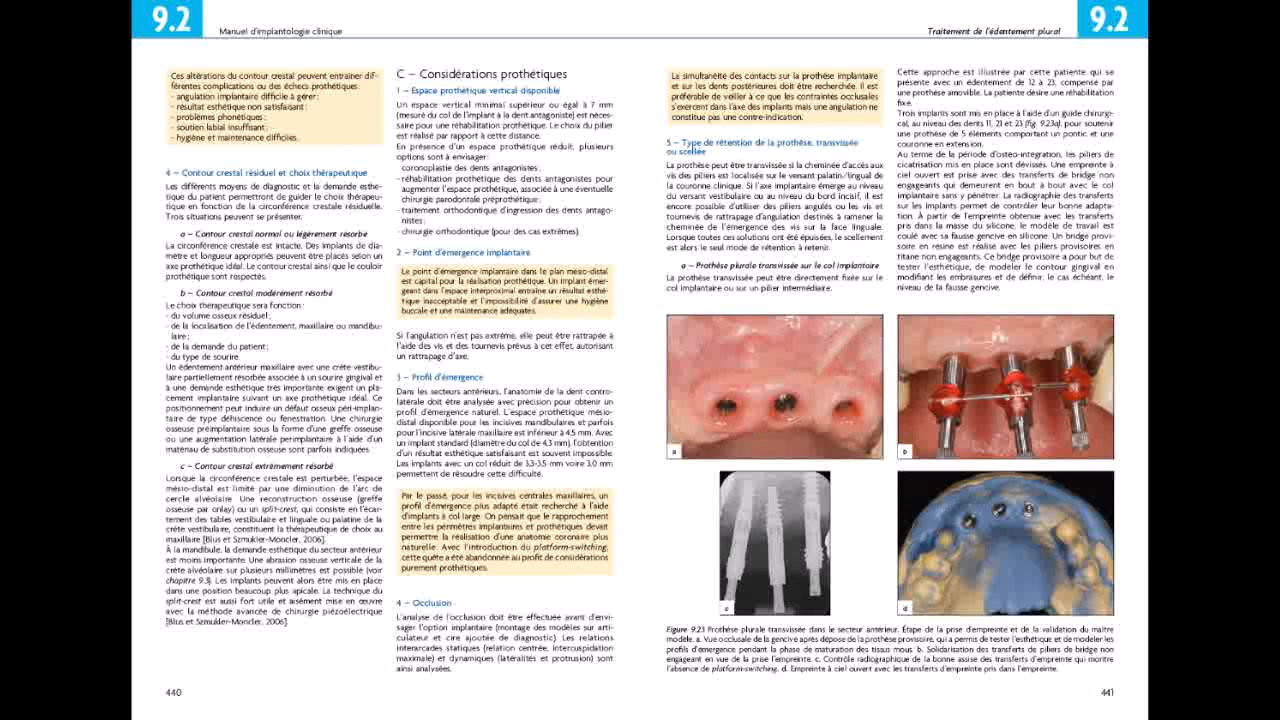 9.2
Manuel d'implantologie clinique
Ces altérations du contour crestal peuvent entraîner dif-
férentes complications ou des échecs prothétiques :
- angulation implantaire difficile à gérer ;
- résultat esthétique non satisfaisant ;
- problèmes phonétiques ;
- soutien labial insuffisant ;
- hygiène et maintenance difficiles.
4 – Contour crestal résiduel et choix thérapeutique
Les différents moyens de diagnostic et la demande esthé-
tique du patient permettront de guider le choix thérapeu-
tique en fonction de la circonférence crestale résiduelle.
Trois situations peuvent se présenter.
a – Contour crestal normal ou légèrement résorbé
La circonférence crestale est intacte. Des implants de dia-
mètre et longueur appropriés peuvent être placés selon un
axe prothétique idéal. Le contour crestal ainsi que le couloir
prothétique sont respectés.
b – Contour crestal modérément résorbé
Le choix thérapeutique sera fonction :
- du volume osseux résiduel ;
- de la localisation de l'édentement, maxillaire ou mandibu-
laire ;
- de la demande du patient ;
- du type de sourire.
Un édentement antérieur maxillaire avec une crête vestibu-
laire partiellement résorbée associée à un sourire gingival et
à une demande esthétique très importante exigent un pla-
cement implantaire suivant un axe prothétique idéal. Ce
positionnement peut induire un défaut osseux péri-implan-
taire de type déhiscence ou fenestration. Une chirurgie
osseuse préimplantaire sous la forme d'une greffe osseuse
ou une augmentation latérale perimplantaire à l'aide d'un
matériau de substitution osseuse sont parfois indiquées.
c – Contour crestal extrêmement résorbé
Lorsque la circonférence crestale est perturbée, l'espace
mésio-distal est limité par une diminution de l'arc de
cercle alvéolaire. Une reconstruction osseuse (greffe
osseuse par onlay) ou un split-crest, qui consiste en l'écar-
tement des tables vestibulaire et linguale ou palatine de la
crête vestibulaire, constituent la thérapeutique de choix au
maxillaire [Blus et Szmukler-Moncler, 2006].
À la mandibule, la demande esthétique du secteur antérieur
est moins importante. Une abrasion osseuse verticale de la
crête alvéolaire sur plusieurs millimètres est possible (voir
chapitre 9.3). Les implants peuvent alors être mis en place
dans une position beaucoup plus apicale. La technique du
split-crest est aussi fort utile et aisément mise en œuvre
avec la méthode avancée de chirurgie piézoélectrique
[Blus et Szmukler-Moncler, 2006].
440
C – Considérations prothétiques
1 – Espace prothétique vertical disponible
Un espace vertical minimal supérieur ou égal à 7 mm
(mesuré du col de l'implant à la dent antagoniste) est néces-
saire pour une réhabilitation prothétique. Le choix du pilier
est réalisé par rapport à cette distance.
En présence d'un espace prothétique réduit, plusieurs
options sont à envisager :
- coronoplastie des dents antagonistes ;
- réhabilitation prothétique des dents antagonistes pour
augmenter l'espace prothétique, associée à une éventuelle
chirurgie parodontale préprothétique ;
- traitement orthodontique d'ingression des dents antago-
nistes ;
- chirurgie orthodontique (pour des cas extrêmes).
2 – Point d'émergence implantaire
Le point d'émergence implantaire dans le plan mésio-distal
est capital pour la réalisation prothétique. Un implant émer-
geant dans l'espace interproximal entraîne un résultat esthé-
tique inacceptable et l'impossibilité d'assurer une hygiène
buccale et une maintenance adéquates.
Si l'angulation n'est pas extrême, elle peut être rattrapée à
l'aide des vis et des tournevis prévus à cet effet, autorisant
un rattrapage d'axe.
3 – Profil d'émergence
Dans les secteurs antérieurs, l'anatomie de la dent contro-
latérale doit être analysée avec précision pour obtenir un
profil d'émergence naturel. L'espace prothétique mésio-
distal disponible pour les incisives mandibulaires et parfois
pour l'incisive latérale maxillaire est inférieur à 4,5 mm. Avec
un implant standard (diamètre du col de 4,3 mm), l'obtention
d'un résultat esthétique satisfaisant est souvent impossible.
Les implants avec un col réduit de 3,3-3,5 mm voire 3,0 mm
permettent de résoudre cette difficulté.
Par le passé, pour les incisives centrales maxillaires, un
profil d'émergence plus adapté était recherché à l'aide
d'implants à col large. On pensait que le rapprochement
entre les périmètres implantaires et prothétiques devait
permettre la réalisation d'une anatomie coronaire plus
naturelle. Avec l'introduction du platform-switching,
cette quête a été abandonnée au profit de considérations
purement prothétiques.
4 – Occlusion
L'analyse de l'occlusion doit être effectuée avant d'envi-
sager l'option implantaire (montage des modèles sur arti-
culateur et cire ajoutée de diagnostic). Les relations
interarcades statiques (relation centrée, intercuspidation
maximale) et dynamiques (latéralités et protrusion) sont
ainsi analysées.
Traitement de l'édentement plural
9.2
La simultanéité des contacts sur la prothèse implantaire
et sur les dents postérieures doit être recherchée. Il est
préférable de veiller à ce que les contraintes occlusales
s'exercent dans l'axe des implants mais une angulation ne
constitue pas une contre-indication.
5 – Type de rétention de la prothèse, transvissée
ou scellée
La prothèse peut être transvissée si la cheminée d'accès aux
vis des piliers est localisée sur le versant palatin/lingual de
la couronne clinique. Si l'axe implantaire émerge au niveau
du versant vestibulaire ou au niveau du bord incisif, il est
encore possible d'utiliser des piliers angulés ou les vis et
tournevis de rattrapage d'angulation destinés à ramener la
cheminée de l'émergence des vis sur la face linguale.
Lorsque toutes ces solutions ont été épuisées, le scellement
est alors le seul mode de rétention à retenir.
a – Prothèse plurale transvissée sur le col implantaire
La prothèse peut être directement fixée sur le
col implantaire ou sur un pilier intermédiaire.
Cette approche est illustrée par cette patiente qui se
présente avec un édentement de 12 à 23, compensé par
une prothèse amovible. La patiente désire une réhabilitation
fixe.
Trois implants sont mis en place à l'aide d'un guide chirurgi-
cal, au niveau des dents 11, 21 et 23 (fig. 9.23a), pour soutenir
une prothèse de 5 éléments comportant un pontic et une
couronne en extension.
Au terme de la période d'ostéo-intégration, les piliers de
cicatrisation mis en place sont dévissés. Une empreinte à
ciel ouvert est prise avec des transferts de bridge non
engageants qui demeurent en bout à bout avec le col
implantaire sans y pénétrer. La radiographie des transferts
sur les implants permet de contrôler leur bonne adapta-
tion. À partir de l'empreinte obtenue avec les transferts
pris dans la masse du silicone, le modèle de travail est
coulé avec sa fausse gencive en silicone. Un bridge provi-
soire en résine est réalisé avec les piliers provisoires en
titane non engageants. Ce bridge provisoire a pour but de
tester l'esthétique, de modeler le contour gingival en
modifiant les embrasures et de définir, le cas échéant, le
niveau de la fausse gencive.
a
b
c
d
Figure 9.23 Prothèse plurale transvissée dans le secteur antérieur. Étape de la prise d'empreinte et de la validation du maître
modèle. a. Vue occlusale de la gencive après dépose de la prothèse provisoire, qui a permis de tester l'esthétique et de modeler les
profils d'émergence pendant la phase de maturation des tissus mous. b. Solidarisation des transferts de piliers de bridge non
engageant en vue de la prise l'empreinte. c. Contrôle radiographique de la bonne assise des transferts d'empreinte qui montre
l'absence de platform-switching. d. Empreinte à ciel ouvert avec les transferts d'empreinte pris dans l'empreinte.
441